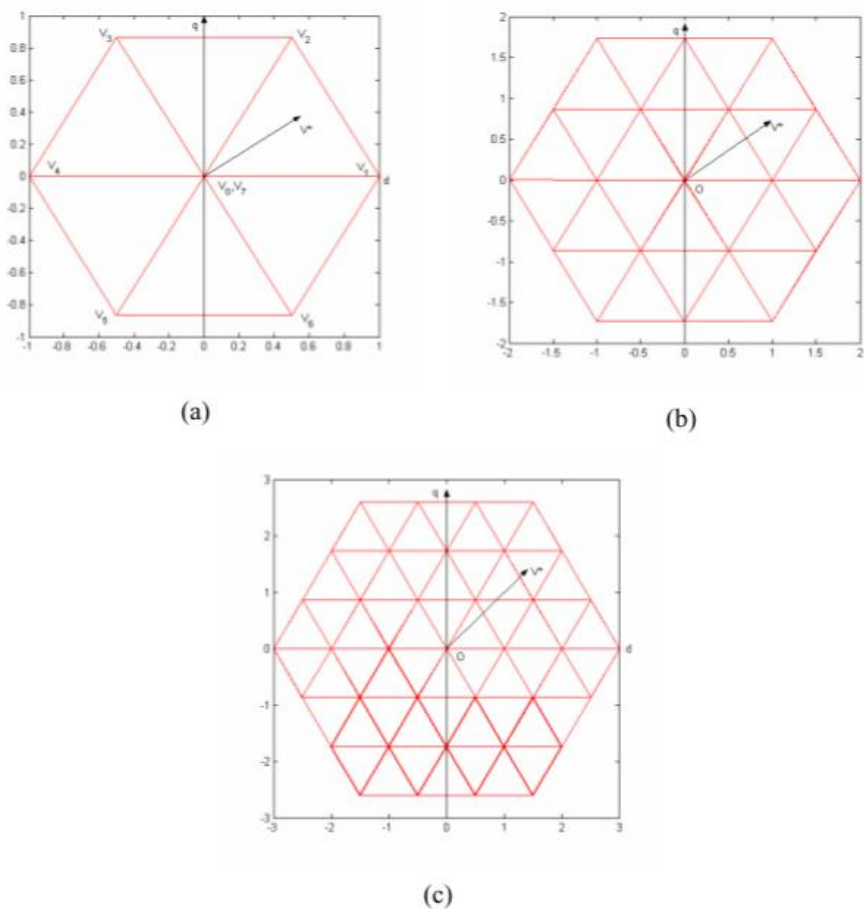 1
V3 q V2
0.8
0.6
0.4
V*
0.2
V4 V1
0 V0,V7 d
-0.2
-0.4
-0.6
-0.8
V5 V6
-1
-1 -0.8 -0.6 -0.4 -0.2 0 0.2 0.4 0.6 0.8 1
(a)
2
q
1.5
1
V*
0.5
0
O
-0.5
-1
-1.5
-2
-2 -1.5 -1 -0.5 0 0.5 1 1.5 2
(b)
3
q
2
V*
1
0 d
O
-1
-2
-3
-3 -2 -1 0 1 2 3
(c)